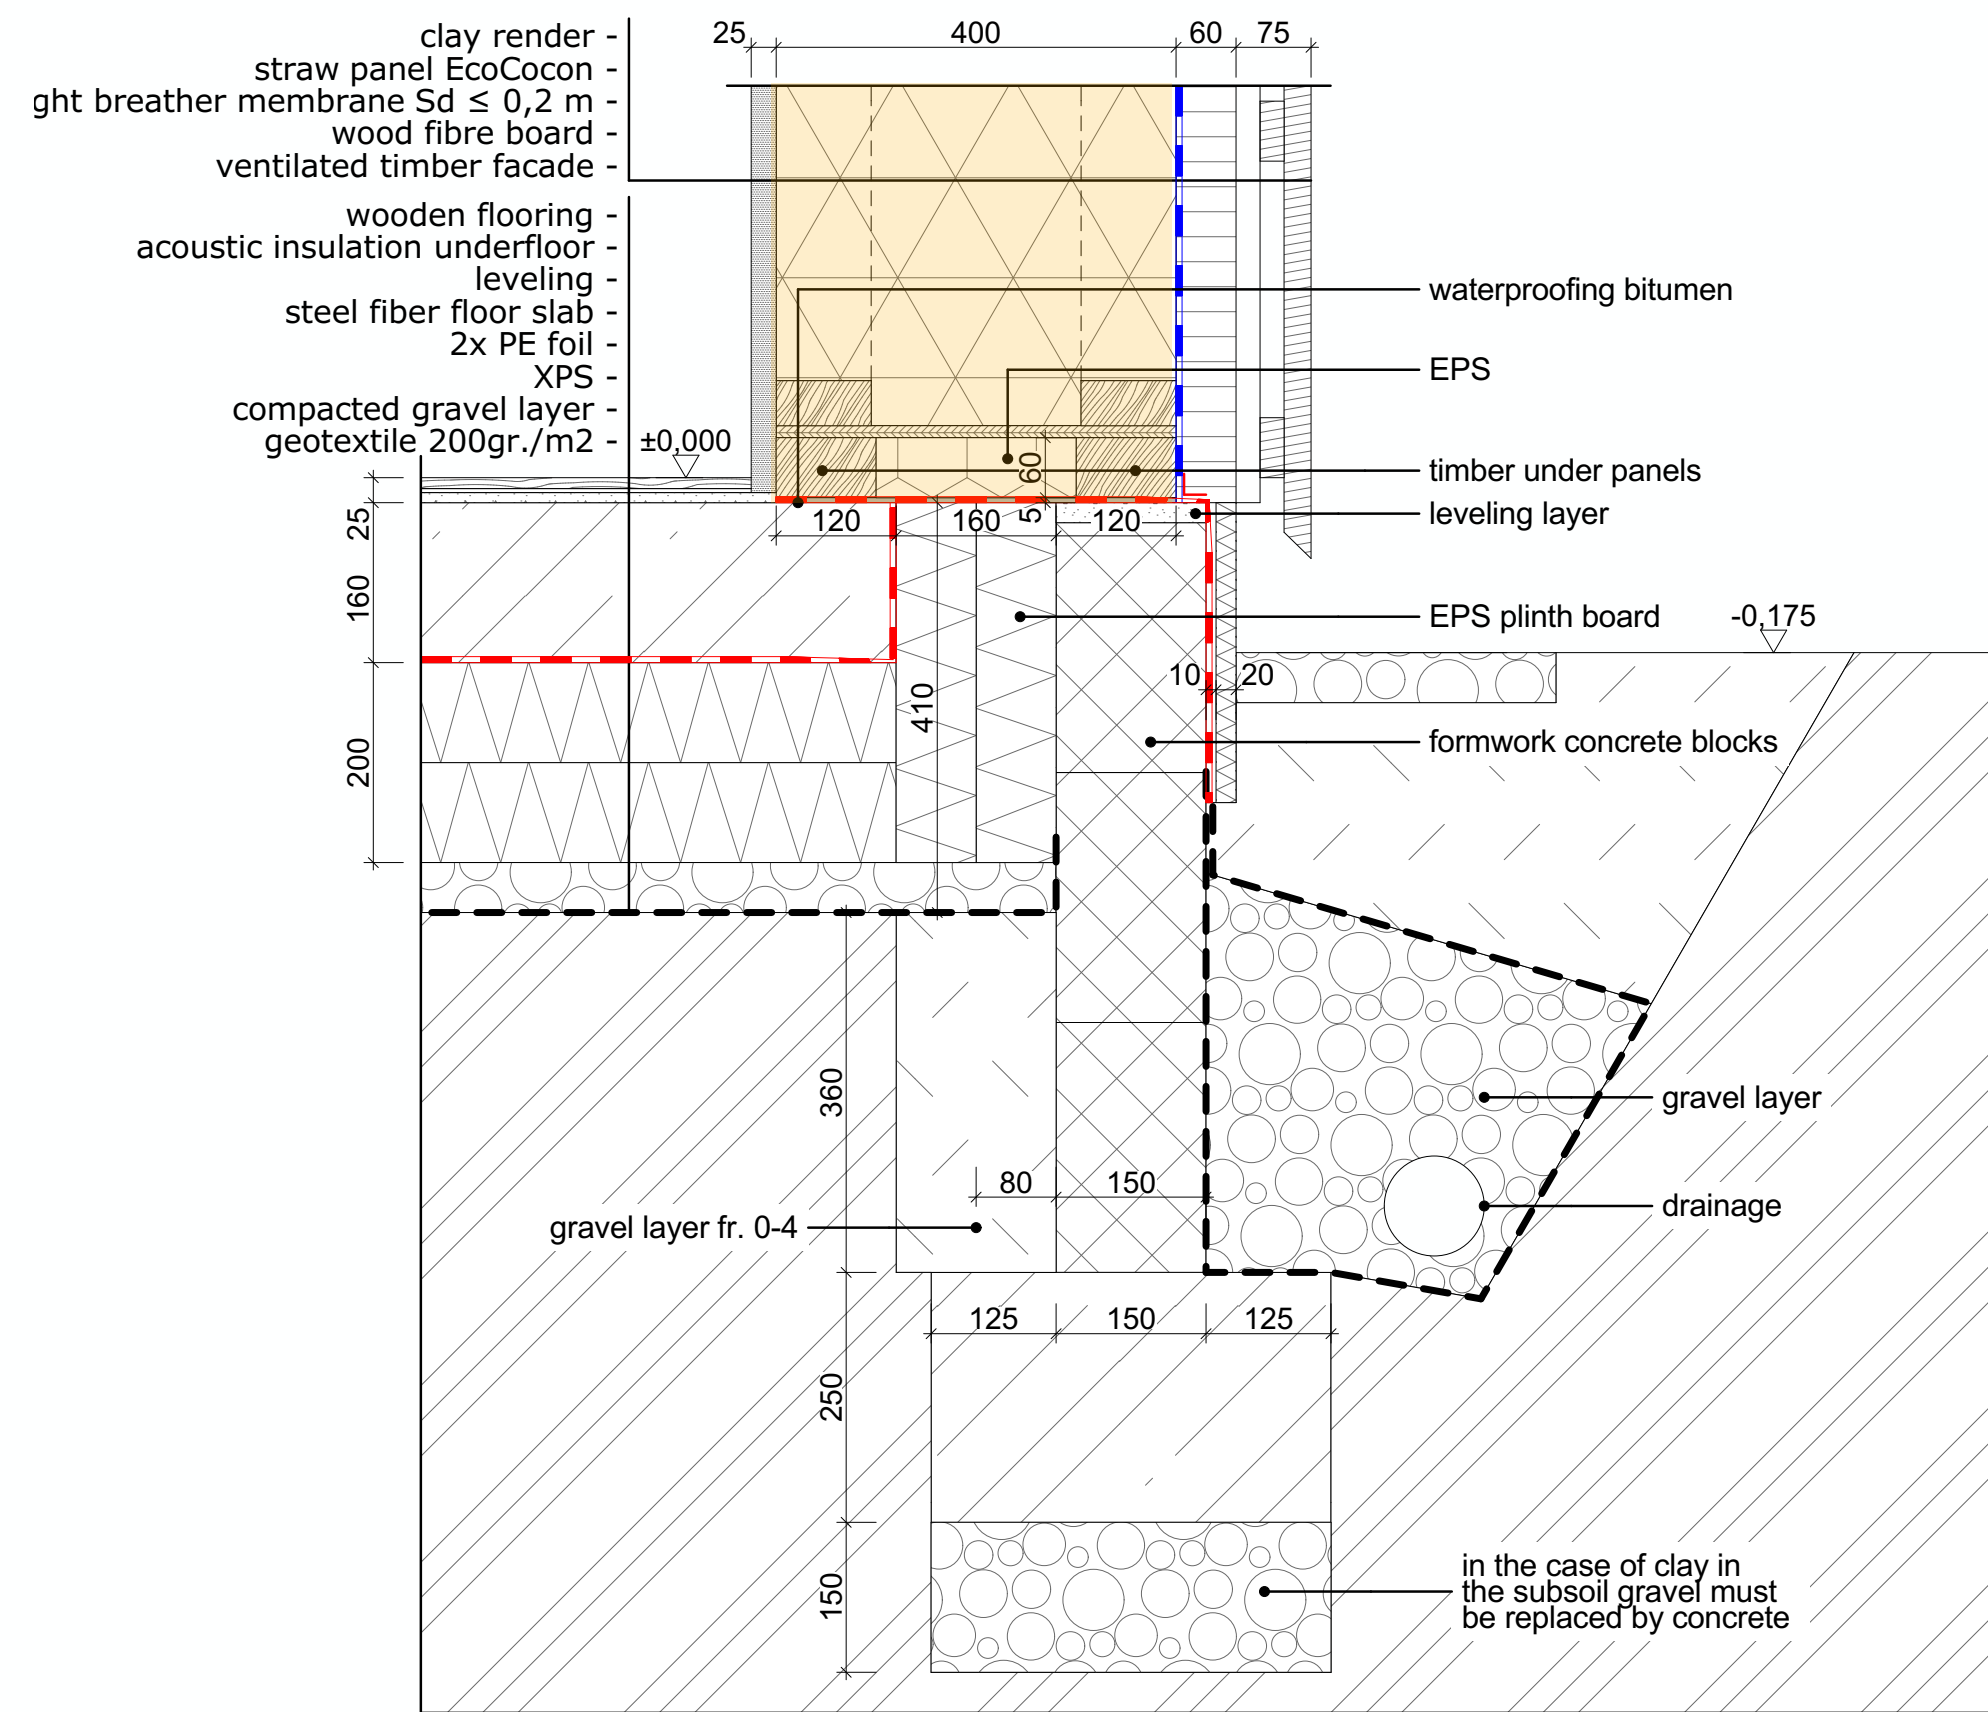 25 400 60 75
clay render -
straw panel EcoCocon -
ght breather membrane Sd ≤ 0,2 m -
wood fibre board -
ventilated timber facade -
wooden flooring -
acoustic insulation underfloor -
leveling -
steel fiber floor slab -
2x PE foil -
XPS -
compacted gravel layer -
geotextile 200gr./m2 -
±0,000
waterproofing bitumen
EPS
timber under panels
leveling layer
60
5
120 160 120
25
160
200
410
EPS plinth board
-0,175
10 20
formwork concrete blocks
360
80 150
gravel layer
drainage
gravel layer fr. 0-4
125 150 125
250
150
in the case of clay in
the subsoil gravel must
be replaced by concrete